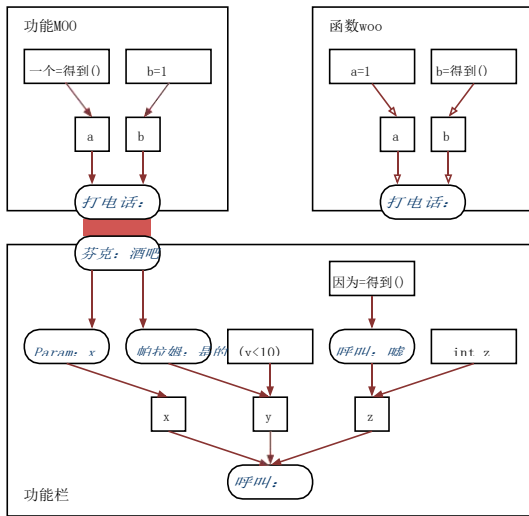 功能MOO
函数woo
一个=得到()
b=1
a=1
b=得到()
a
b
a
b
打电话：
打电话：
芬克：酒吧
因为=得到()
Param：x
帕拉姆：是的
(y<10)
呼叫：嘘
int z
x
y
z
呼叫：
功能栏